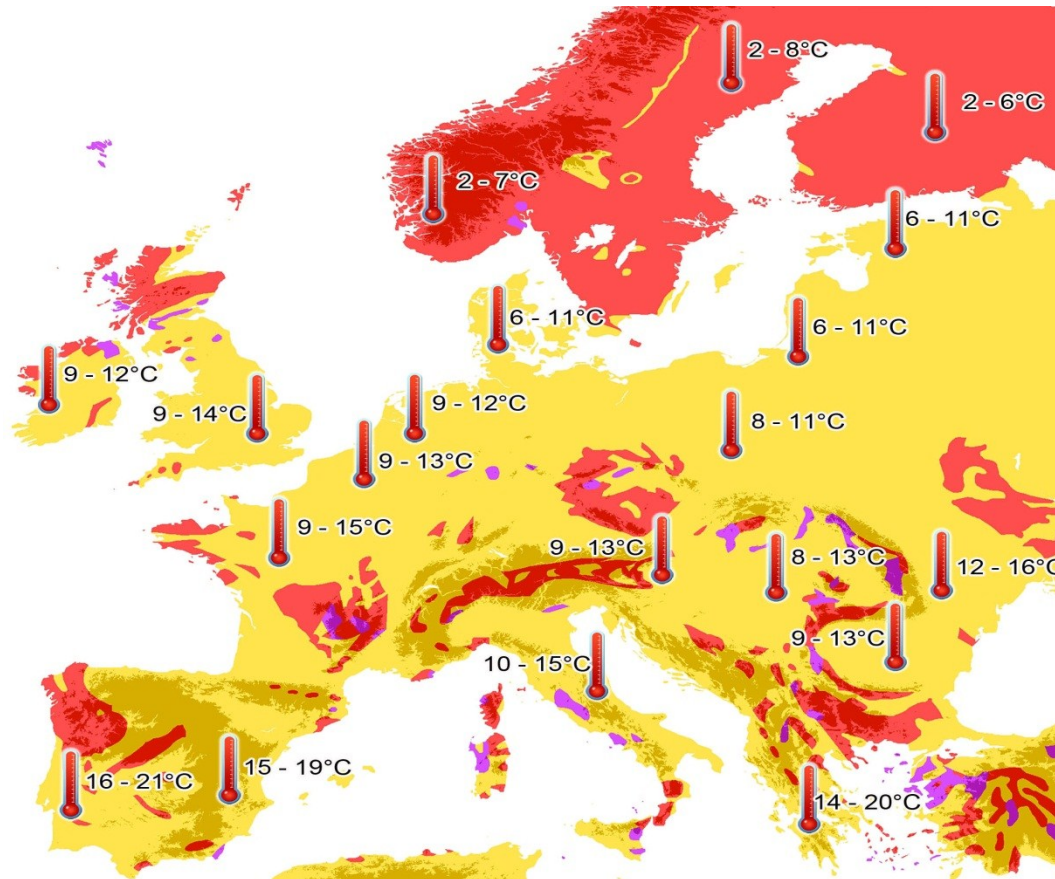 2 - 8°C
2 - 6°C
2 - 7°C
6 - 11°C
6 - 11°C
6 - 11°C
9 - 12°C
9 - 14°C
9 - 12°C
8 - 11°C
9 - 13°C
9 - 15°C
9 - 13°C
8 - 13°C
12 - 16°C
9 - 13°C
10 - 15°C
16 - 21°C
15 - 19°C
14 - 20°C